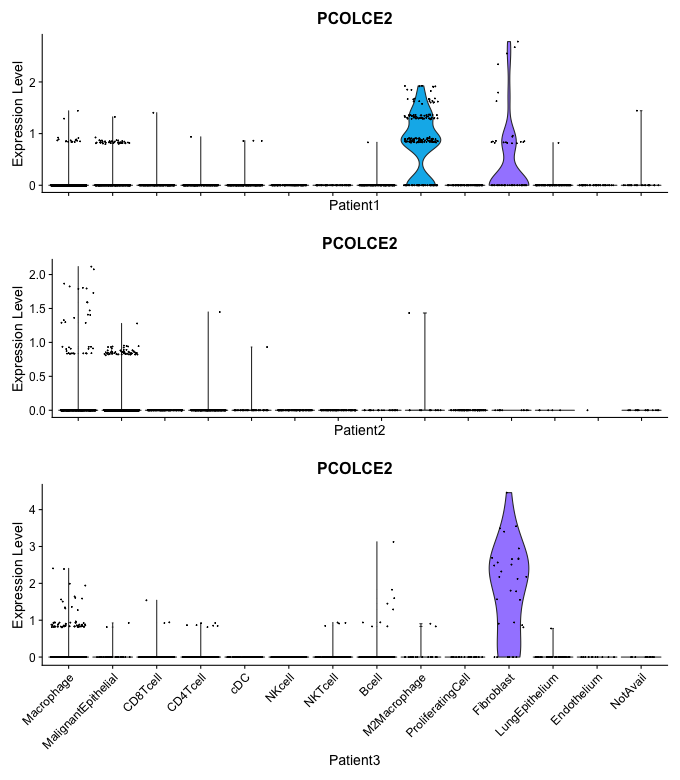 PCOLCE2
Expression Level
2
1
0
Patient1
PCOLCE2
Expression Level
2.0
1.5
1.0
0.5
0.0
Patient2
PCOLCE2
Expression Level
4
3
2
1
0
Macrophage
MalignantEpithelial
CD8Tcell
CD4Tcell
cDC
NKcell
NKTcell
Bcell
M2Macrophage
ProliferatingCell
Fibroblast
LungEpithelium
Endothelium
NotAvail
Patient3